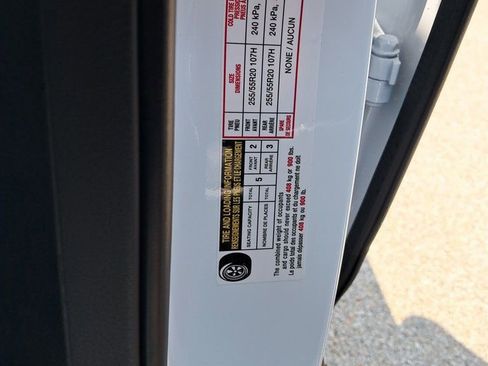 TIRE AND LOADING INFORMATION
RENSEIGNEMENTS SUR LES PNEUS ET LE CHARGEMENT
SEATING CAPACITY TOTAL 5 FRONT 2 REAR 3
NOMBRE DE PLACES TOTAL AVANT ARRIÈRE
The combined weight of occupants
and cargo should never exceed 408 kg or 900 lbs.
Le poids total des occupants et du chargement ne doit
jamais dépasser 408 kg ou 900 lb.
TIRE SIZE COLD TIRE
PNEU DIMENSIONS
FRONT 255/55R20 107H 240 kPa,
AVANT
REAR 255/55R20 107H 240 kPa,
ARRIÈRE
SPARE NONE / AUCUN
DE SECOURS